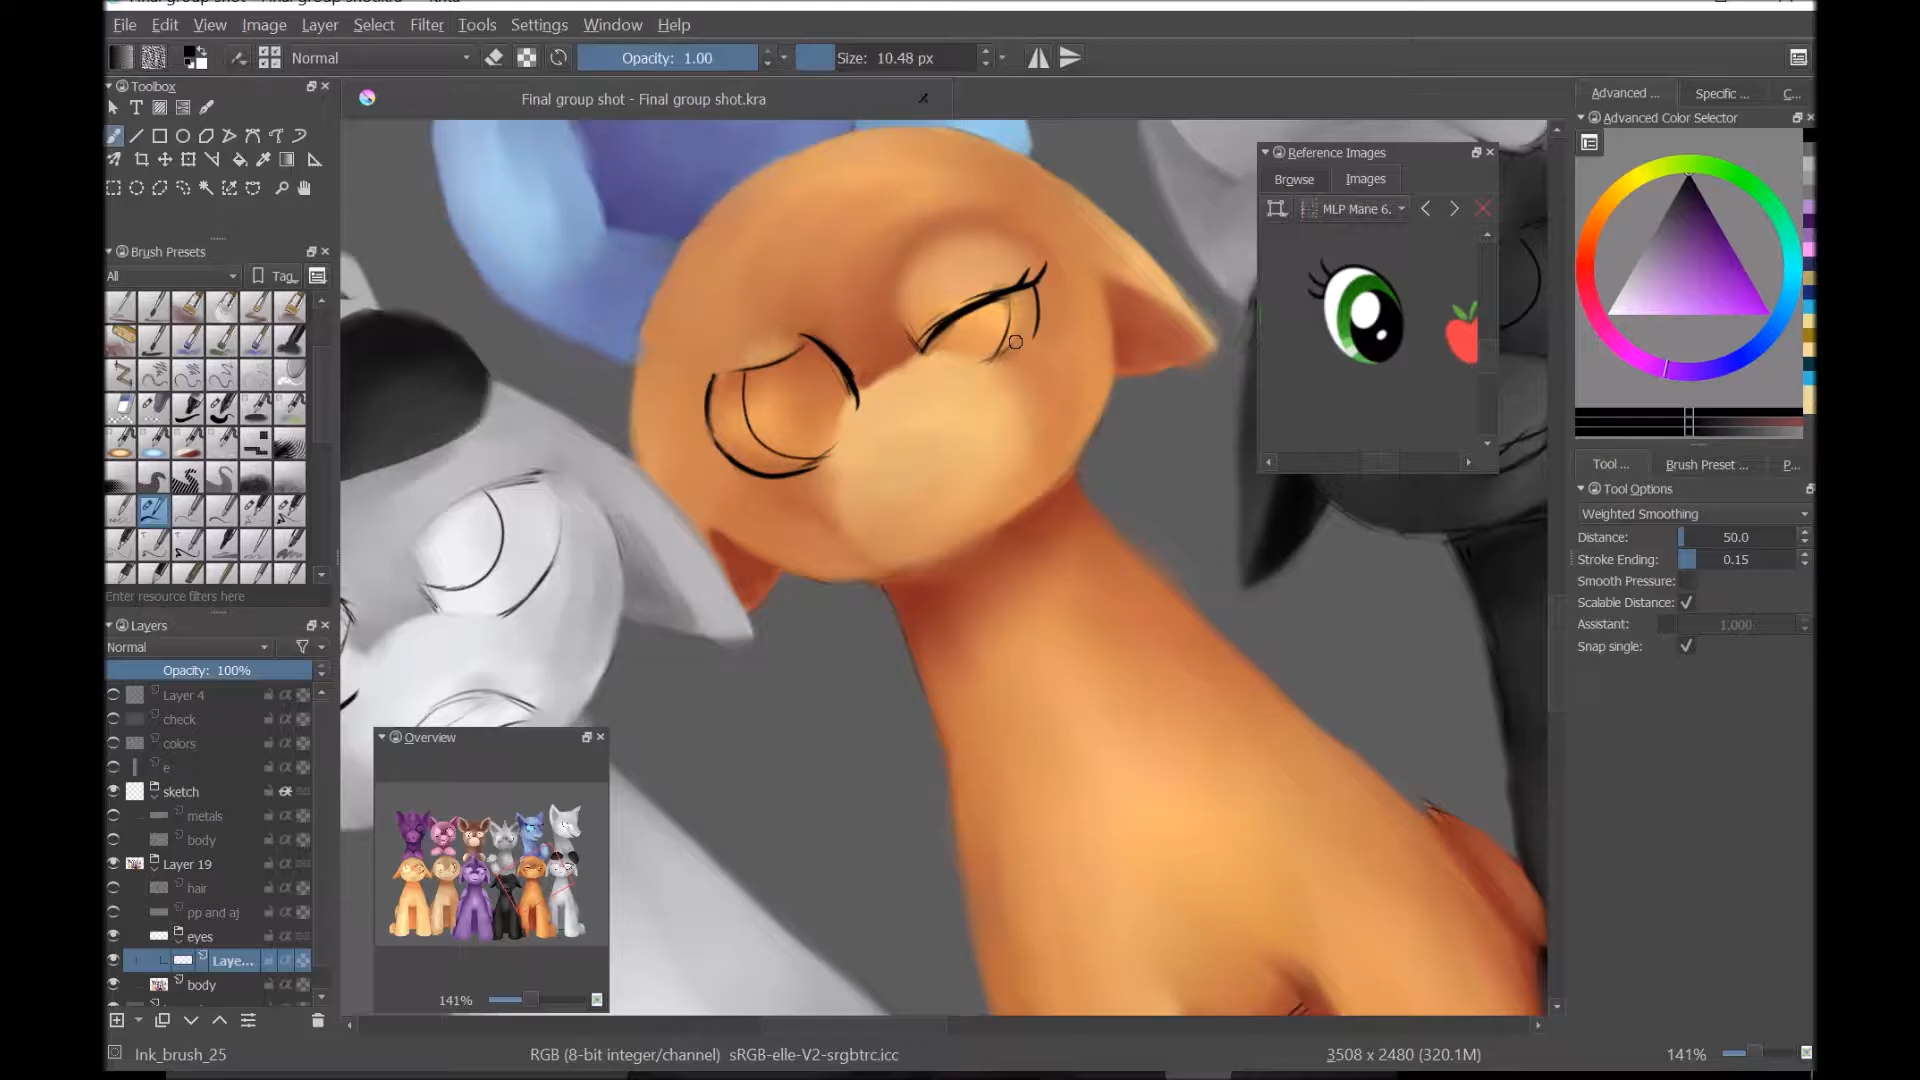 File Edit View Image Layer Select Filter Tools Settings Window Help
Normal Opacity: 1.00 Size: 10.48 px
Toolbox
Final group shot - Final group shot.kra
Brush Presets
All Tag
Enter resource filters here
Layers
Normal
Opacity: 100%
Layer 4
check
colors
e
sketch
metals
body
Layer 19
hair
pp and aj
eyes
Laye...
body
Overview
141%
Reference Images
Browse Images
MLP Mane 6.
Advanced ... Specific ... C...
Advanced Color Selector
Tool ... Brush Preset ... P...
Tool Options
Weighted Smoothing
Distance: 50.0
Stroke Ending: 0.15
Smooth Pressure:
Scalable Distance:
Assistant: 1.000
Snap single:
Ink_brush_25 RGB (8-bit integer/channel) sRGB-elle-V2-srgbtrc.icc 3508 x 2480 (320.1M) 141%